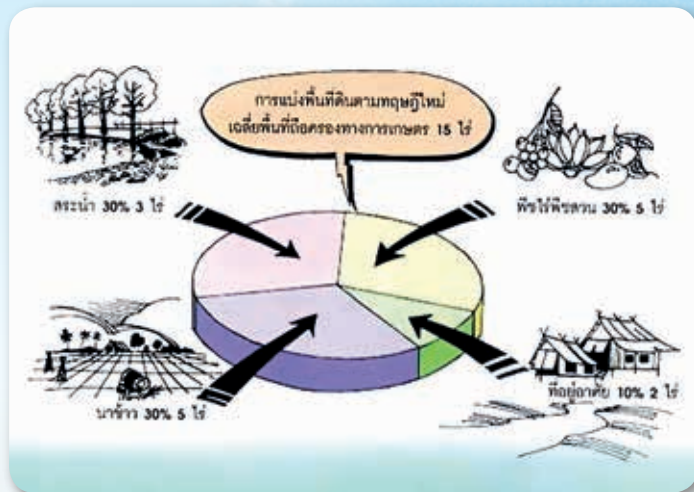 การแบ่งพื้นที่ดินตามทฤษฎีใหม่
เฉลี่ยพื้นที่ถือครองทางการเกษตร 15 ไร่
สระน้ำ 30% 3 ไร่
พืชไร่พืชสวน 30% 5 ไร่
นาข้าว 30% 5 ไร่
ที่อยู่อาศัย 10% 2 ไร่